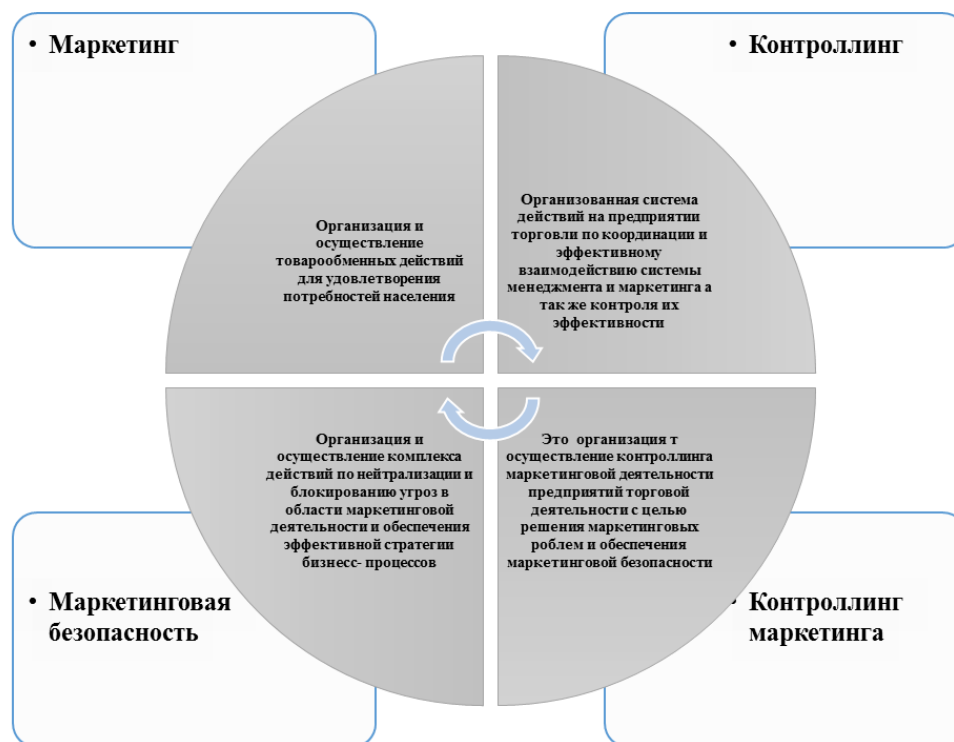 • Маркетинг
• Контроллинг
Организация и
осуществление
товарообменных действий
для удовлетворения
потребностей населения
Организованная система
действий на предприятии
торговли по координации и
эффективному
взаимодействию системы
менеджмента и маркетинга а
так же контроля их
эффективности
Организация и
осуществление комплекса
действий по нейтрализации и
блокированию угроз в
области маркетинговой
деятельности и обеспечения
эффективной стратегии
бизнесс- процессов
Это организация т
осуществление контроллинга
маркетинговой деятельности
предприятий торговой
деятельности с целью
решения маркетинговых
роблем и обеспечения
маркетинговой безопасности
• Маркетинговая
безопасность
• Контроллинг
маркетинга